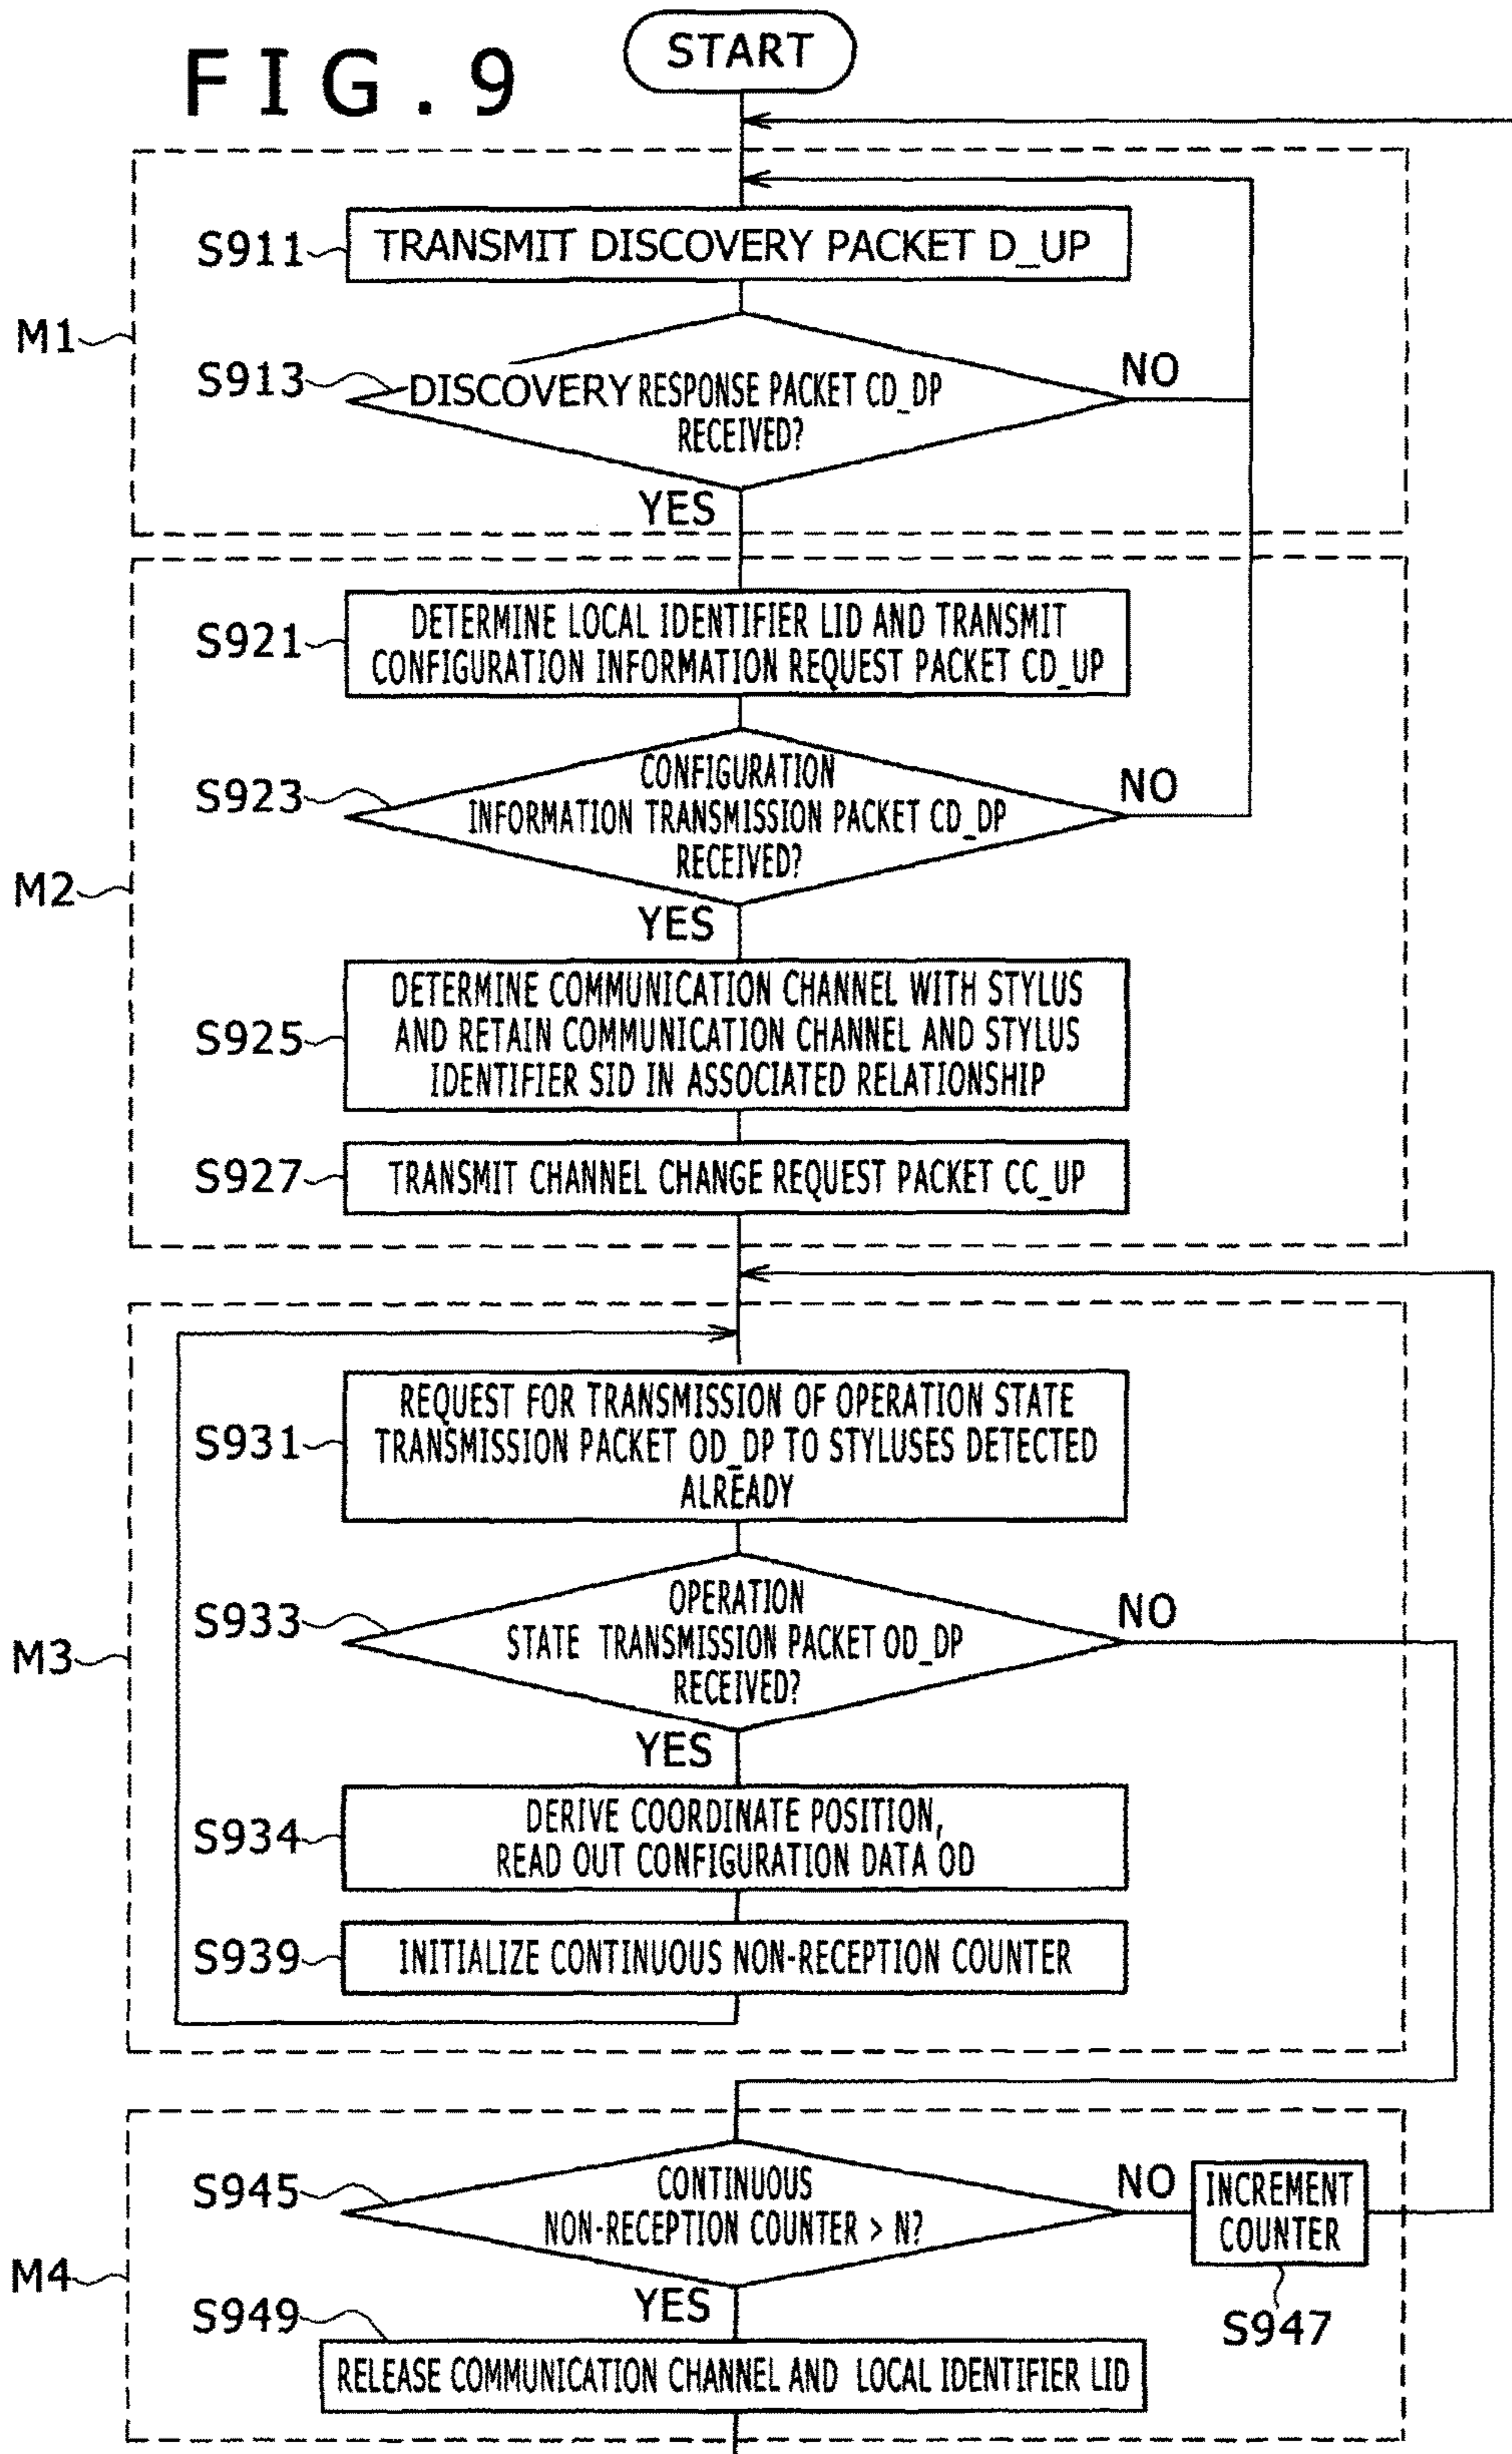 FIG.9
START
S911
TRANSMIT DISCOVERY PACKET D_UP
M1
S913
DISCOVERY RESPONSE PACKET CD_DP
RECEIVED?
NO
YES
S921
DETERMINE LOCAL IDENTIFIER LID AND TRANSMIT
CONFIGURATION INFORMATION REQUEST PACKET CD_UP
S923
CONFIGURATION
INFORMATION TRANSMISSION PACKET CD_DP
RECEIVED?
NO
M2
YES
S925
DETERMINE COMMUNICATION CHANNEL WITH STYLUS
AND RETAIN COMMUNICATION CHANNEL AND STYLUS
IDENTIFIER SID IN ASSOCIATED RELATIONSHIP
S927
TRANSMIT CHANNEL CHANGE REQUEST PACKET CC_UP
S931
REQUEST FOR TRANSMISSION OF OPERATION STATE
TRANSMISSION PACKET OD_DP TO STYLUSES DETECTED
ALREADY
S933
OPERATION
STATE TRANSMISSION PACKET OD_DP
RECEIVED?
NO
M3
YES
S934
DERIVE COORDINATE POSITION,
READ OUT CONFIGURATION DATA OD
S939
INITIALIZE CONTINUOUS NON-RECEPTION COUNTER
S945
CONTINUOUS
NON-RECEPTION COUNTER > N?
NO
INCREMENT
COUNTER
S947
M4
YES
S949
RELEASE COMMUNICATION CHANNEL AND LOCAL IDENTIFIER LID